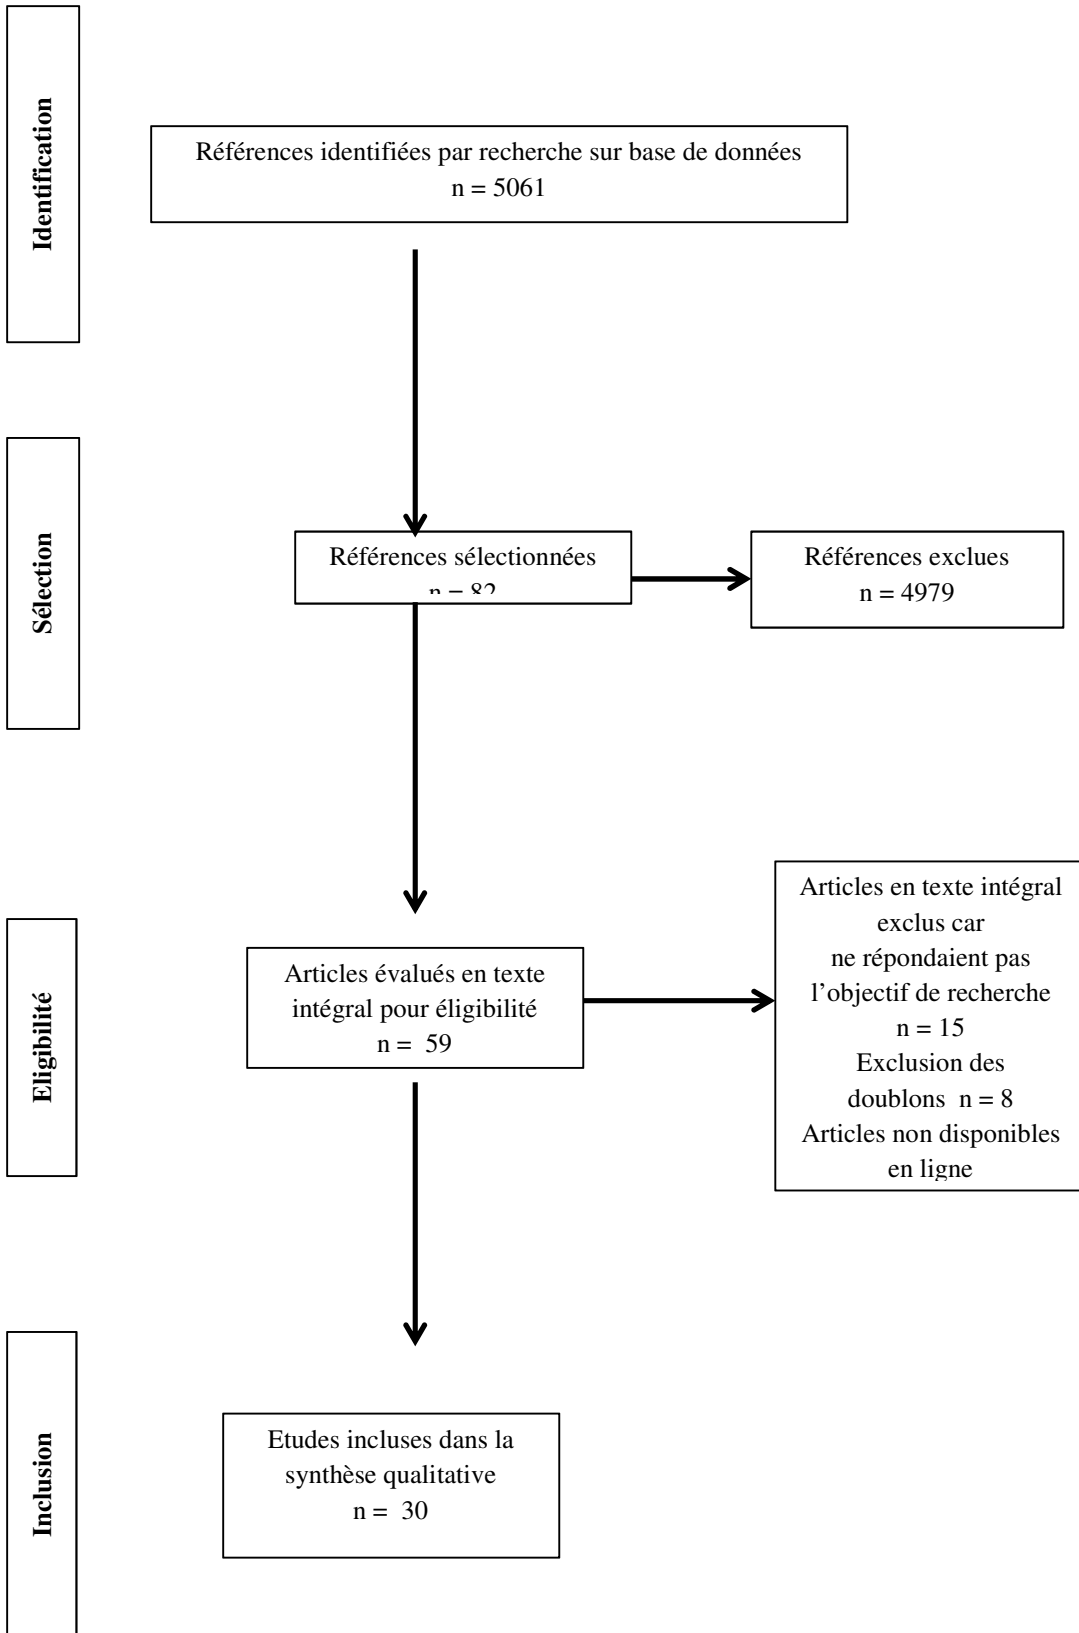 Identification
Références identifiées par recherche sur base de données
n = 5061
Sélection
Références sélectionnées
n = 82
Références exclues
n = 4979
Eligibilité
Articles évalués en texte
intégral pour éligibilité
n = 59
Articles en texte intégral
exclus car
ne répondaient pas
l’objectif de recherche
n = 15
Exclusion des
doublons n = 8
Articles non disponibles
en ligne
Inclusion
Etudes incluses dans la
synthèse qualitative
n = 30